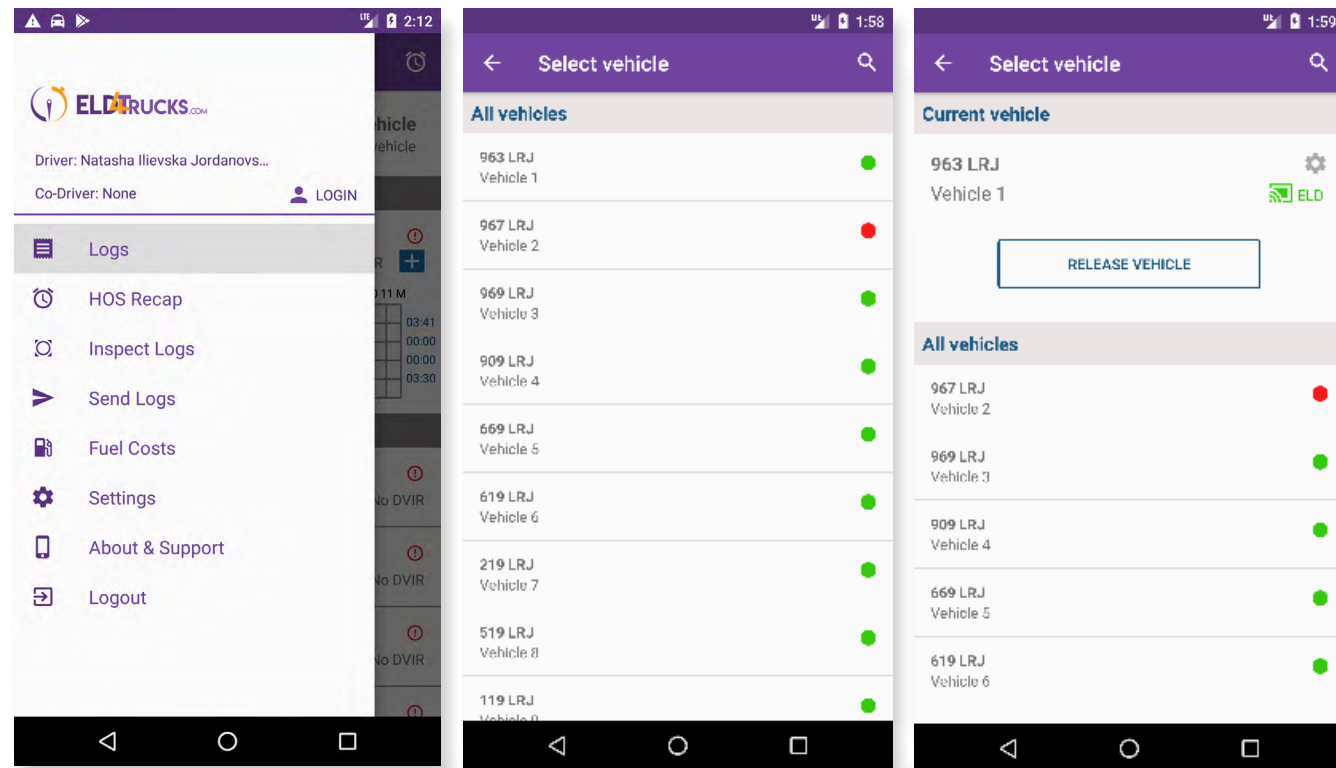 LTE 2:12
ELD4TRUCKS.COM
Driver: Natasha Ilievska Jordanovs...
Co-Driver: None
LOGIN
Logs
HOS Recap
Inspect Logs
Send Logs
Fuel Costs
Settings
About & Support
Logout
hicle
ehicle
R
11 M
03:41
00:00
00:00
03:30
No DVIR
No DVIR
No DVIR
1:58
Select vehicle
All vehicles
963 LRJ
Vehicle 1
967 LRJ
Vehicle 2
969 LRJ
Vehicle 3
909 LRJ
Vehicle 4
669 LRJ
Vehicle 5
619 LRJ
Vehicle 6
219 LRJ
Vehicle 7
519 LRJ
Vehicle 8
119 LRJ
Vehicle 9
1:59
Select vehicle
Current vehicle
963 LRJ
Vehicle 1
ELD
RELEASE VEHICLE
All vehicles
967 LRJ
Vehicle 2
969 LRJ
Vehicle 3
909 LRJ
Vehicle 4
669 LRJ
Vehicle 5
619 LRJ
Vehicle 6